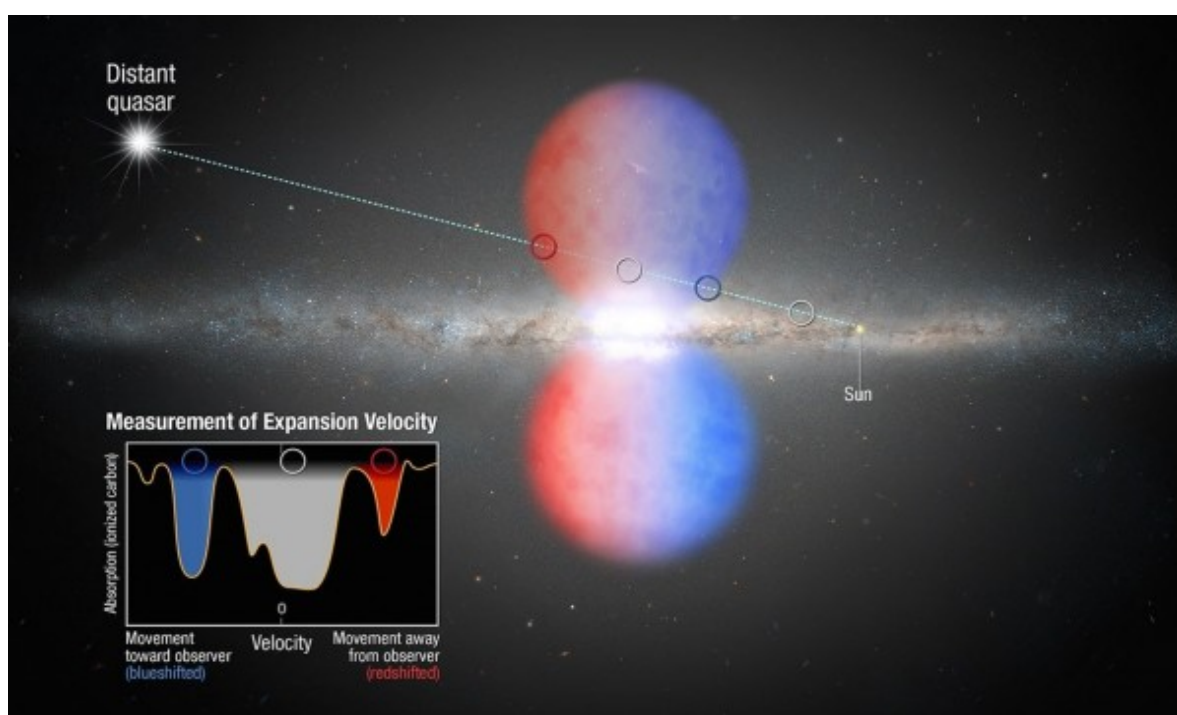 Distant
quasar
Sun
Measurement of Expansion Velocity
Absorption (ionized carbon)
0
Movement
toward observer
(blueshifted)
Velocity
Movement away
from observer
(redshifted)